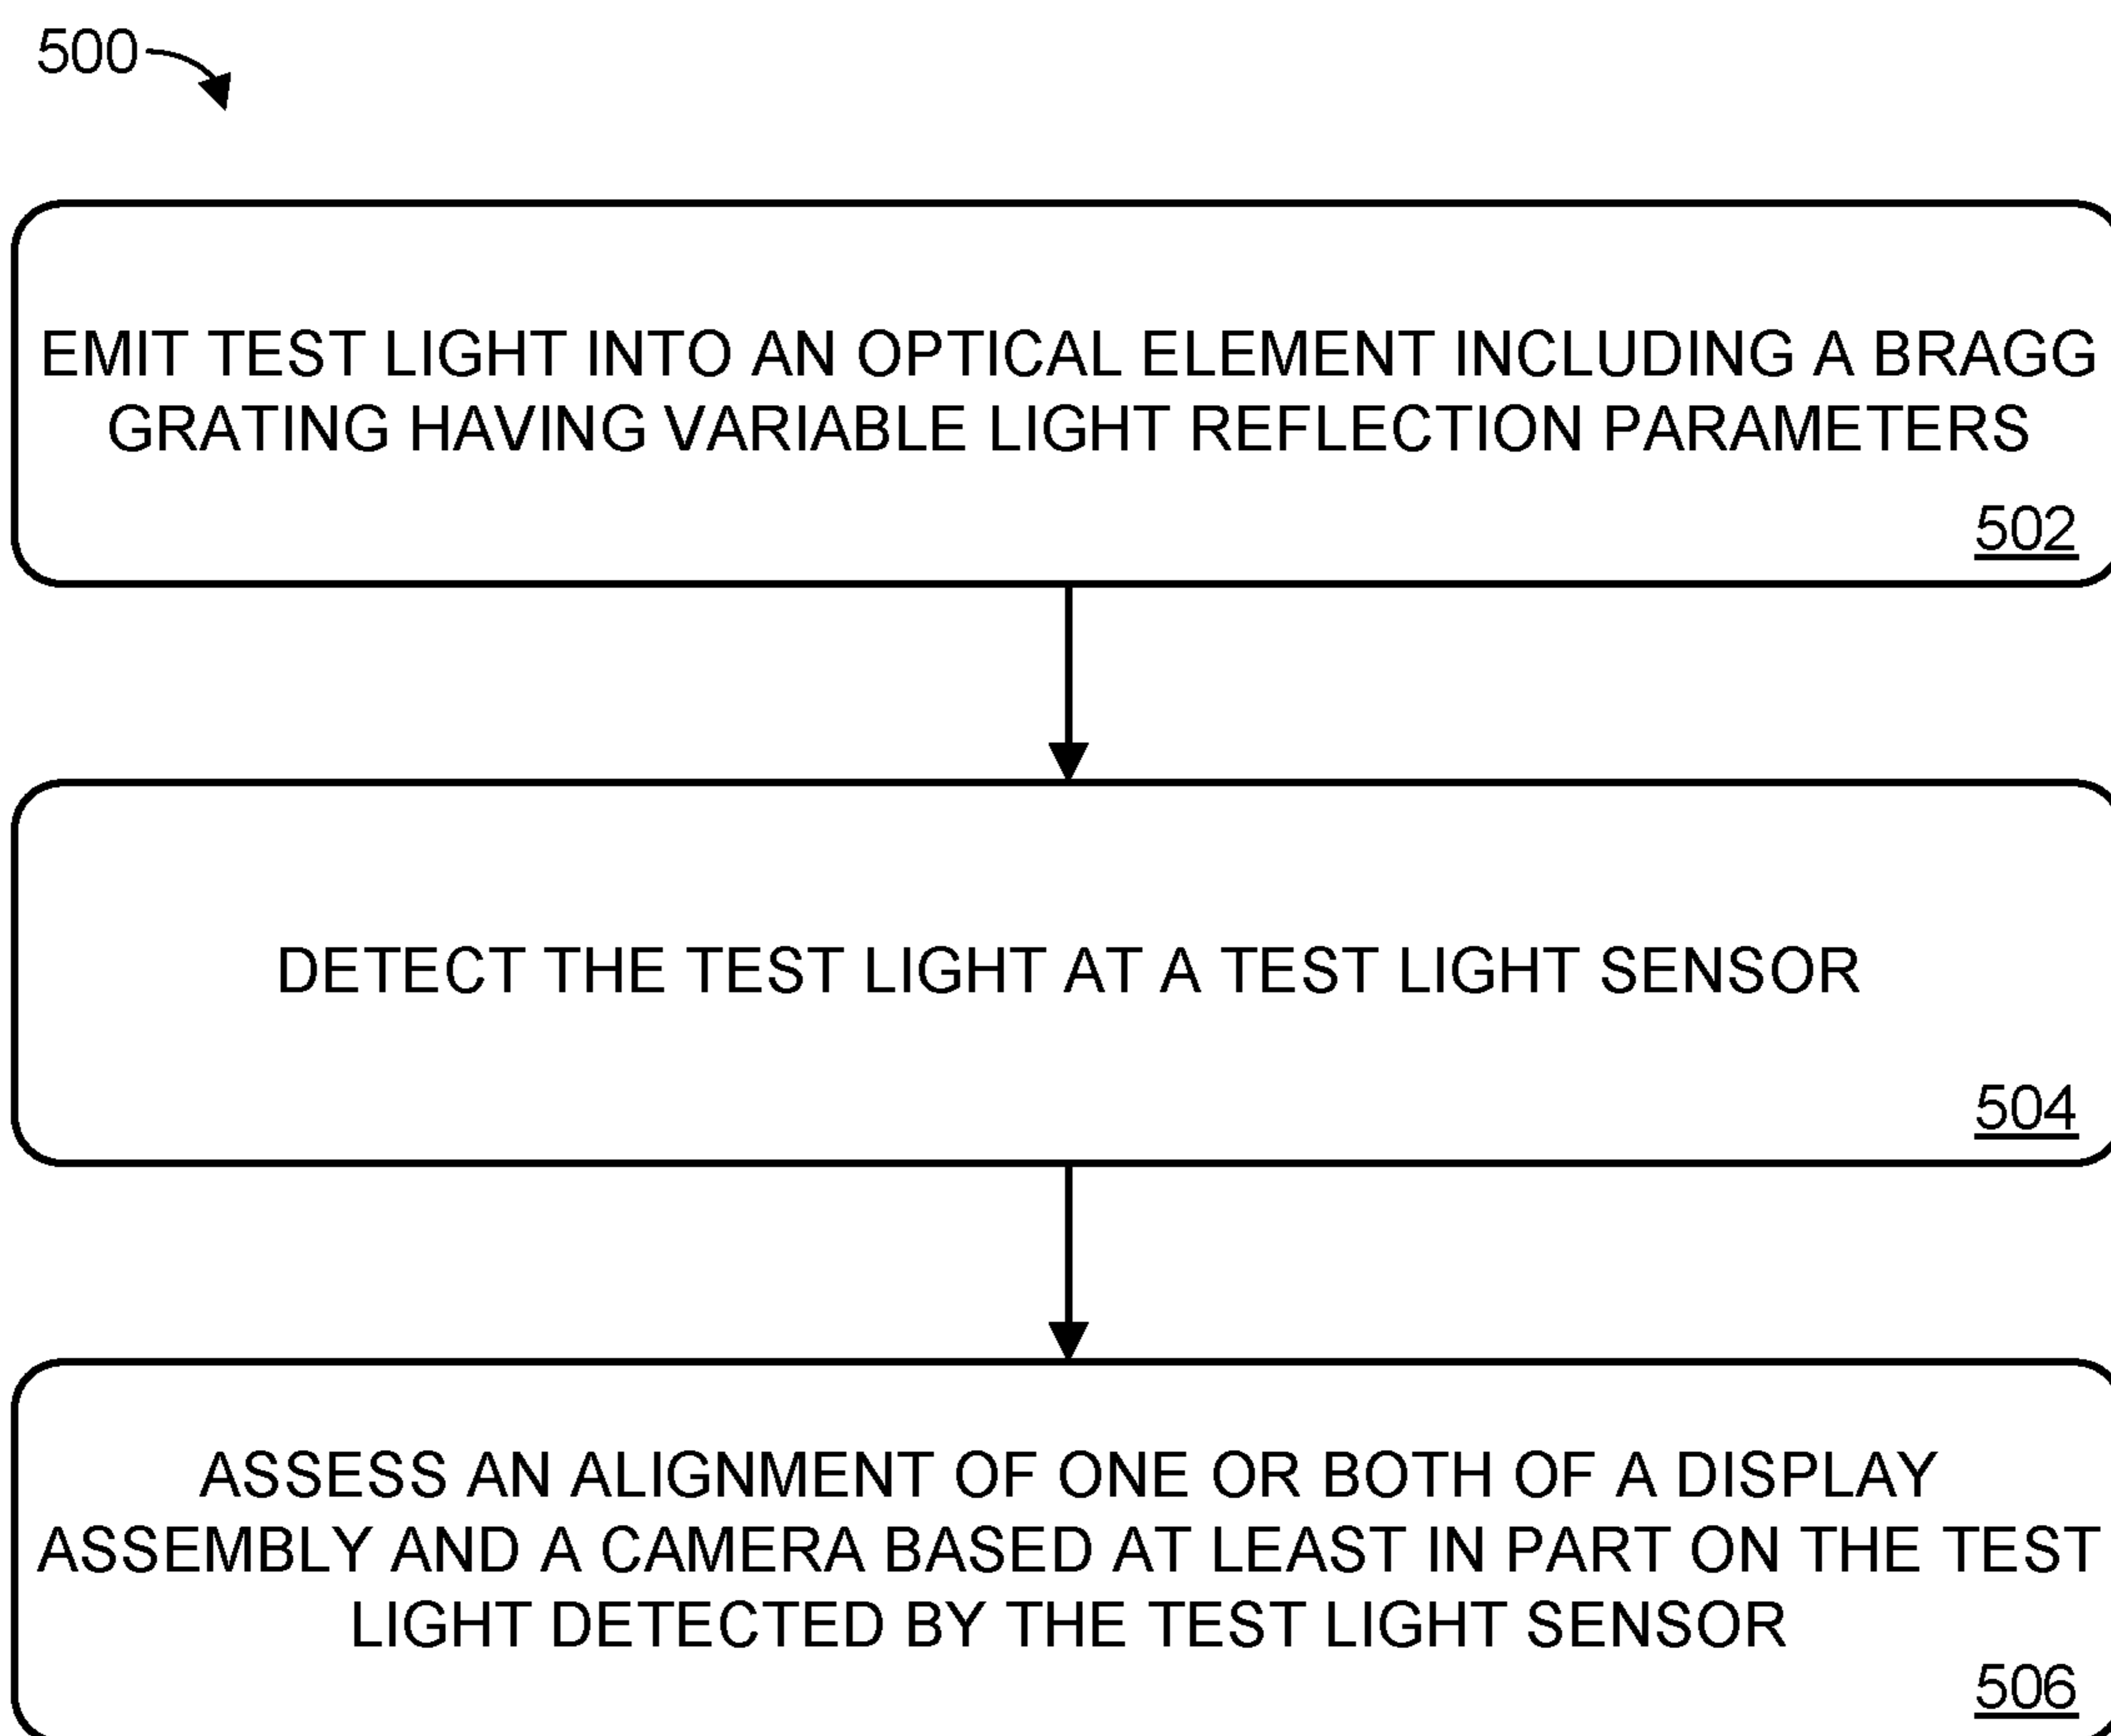 500
EMIT TEST LIGHT INTO AN OPTICAL ELEMENT INCLUDING A BRAGG
GRATING HAVING VARIABLE LIGHT REFLECTION PARAMETERS
502
DETECT THE TEST LIGHT AT A TEST LIGHT SENSOR
504
ASSESS AN ALIGNMENT OF ONE OR BOTH OF A DISPLAY
ASSEMBLY AND A CAMERA BASED AT LEAST IN PART ON THE TEST
LIGHT DETECTED BY THE TEST LIGHT SENSOR
506